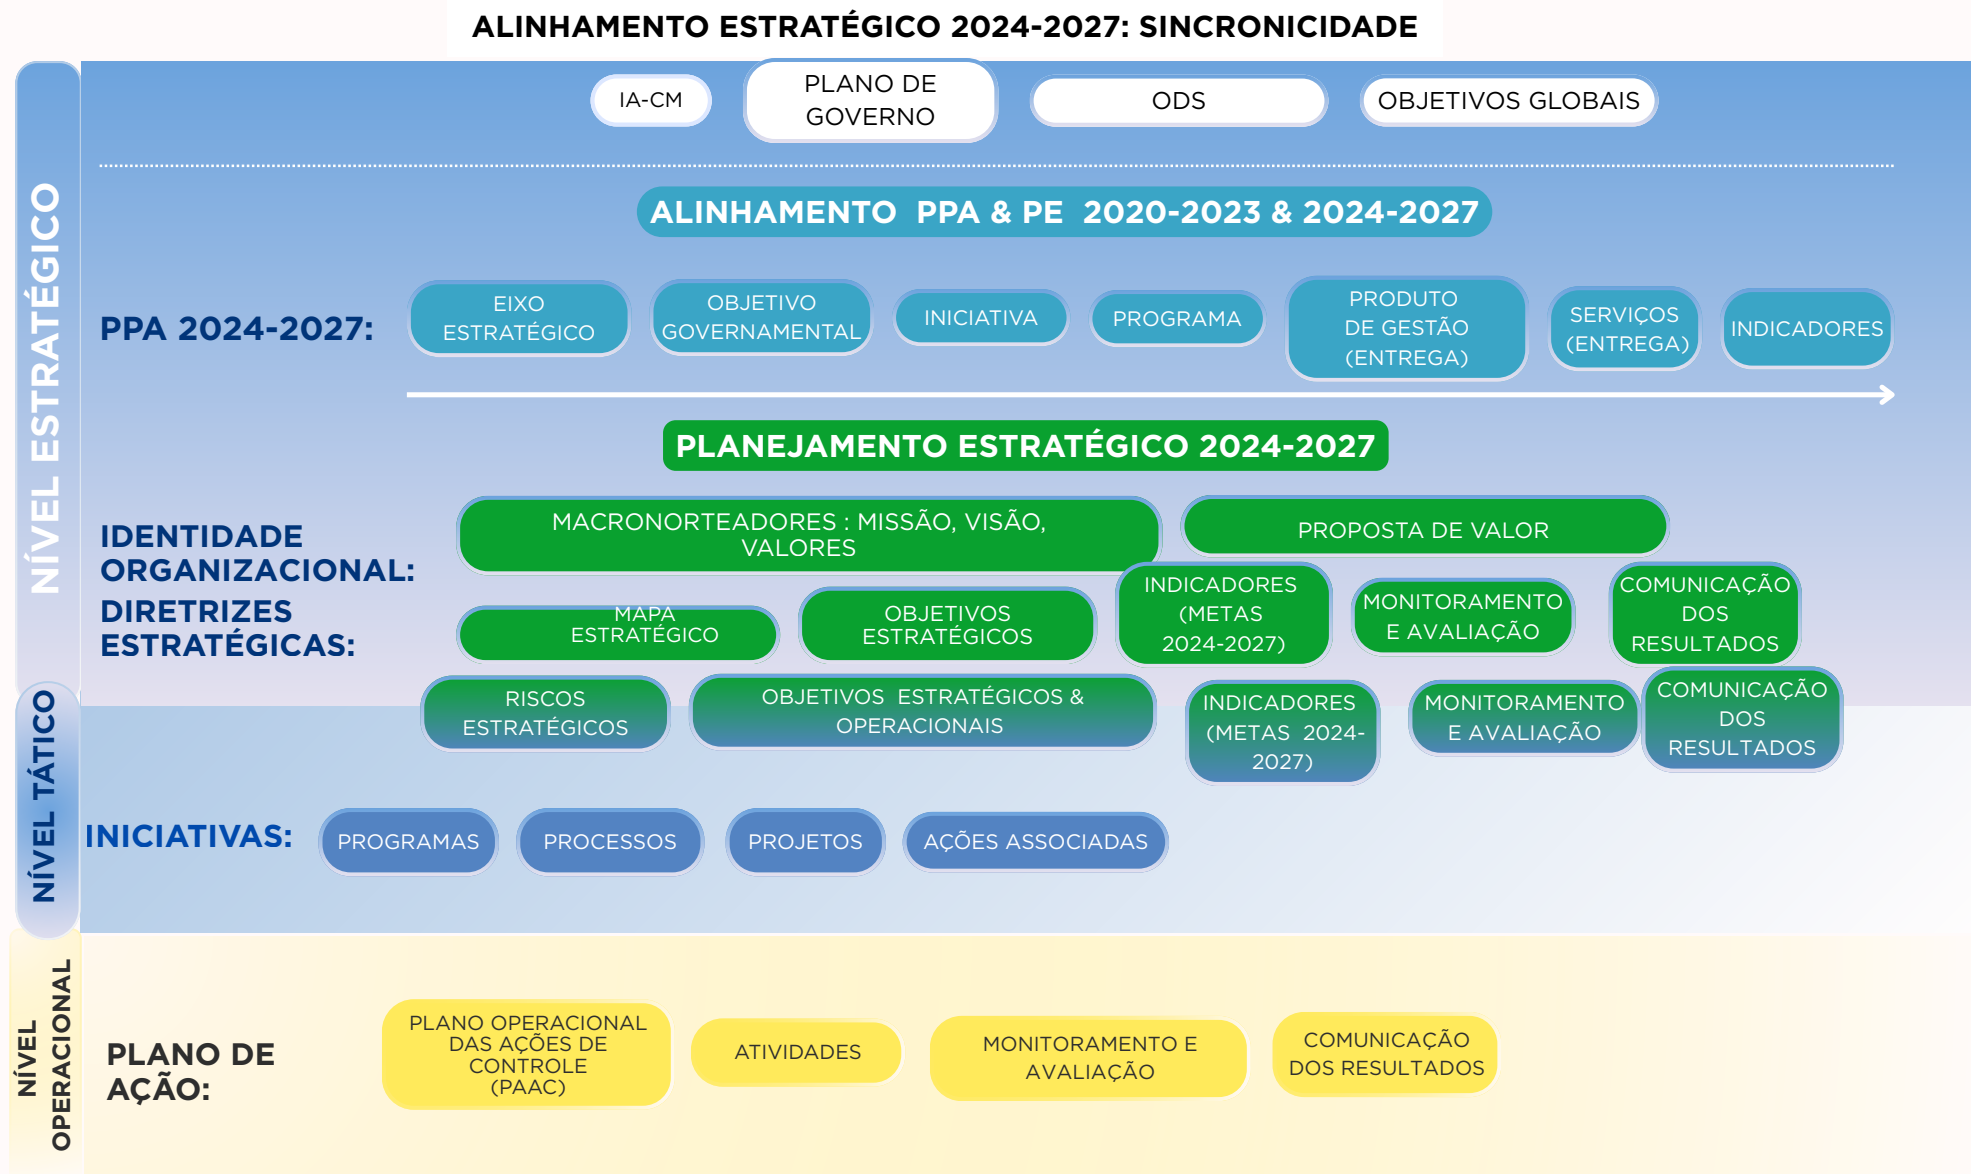 ALINHAMENTO ESTRATÉGICO 2024-2027: SINCRONICIDADE
NÍVEL ESTRATÉGICO
IA-CM
PLANO DE
GOVERNO
ODS
OBJETIVOS GLOBAIS
ALINHAMENTO PPA & PE 2020-2023 & 2024-2027
PPA 2024-2027:
EIXO
ESTRATÉGICO
OBJETIVO
GOVERNAMENTAL
INICIATIVA
PROGRAMA
PRODUTO
DE GESTÃO
(ENTREGA)
SERVIÇOS
(ENTREGA)
INDICADORES
PLANEJAMENTO ESTRATÉGICO 2024-2027
IDENTIDADE
ORGANIZACIONAL:
MACRONORTEADORES : MISSÃO, VISÃO,
VALORES
PROPOSTA DE VALOR
DIRETRIZES
ESTRATÉGICAS:
MAPA
ESTRATÉGICO
OBJETIVOS
ESTRATÉGICOS
INDICADORES
(METAS
2024-2027)
MONITORAMENTO
E AVALIAÇÃO
COMUNICAÇÃO
DOS
RESULTADOS
NÍVEL TÁTICO
RISCOS
ESTRATÉGICOS
OBJETIVOS ESTRATÉGICOS &
OPERACIONAIS
INDICADORES
(METAS 2024-
2027)
MONITORAMENTO
E AVALIAÇÃO
COMUNICAÇÃO
DOS
RESULTADOS
INICIATIVAS:
PROGRAMAS
PROCESSOS
PROJETOS
AÇÕES ASSOCIADAS
NÍVEL
OPERACIONAL
PLANO DE
AÇÃO:
PLANO OPERACIONAL
DAS AÇÕES DE
CONTROLE
(PAAC)
ATIVIDADES
MONITORAMENTO E
AVALIAÇÃO
COMUNICAÇÃO
DOS RESULTADOS